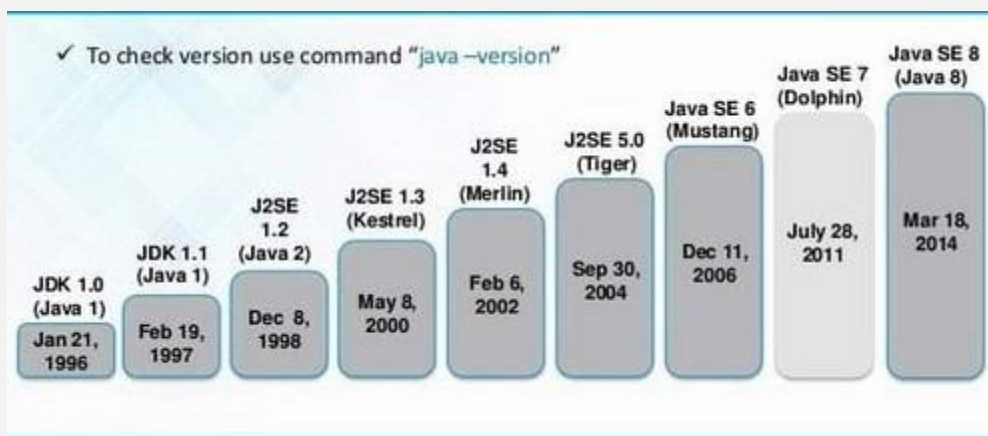 ✓ To check version use command “java –version”
JDK 1.0
(Java 1)
Jan 21,
1996
JDK 1.1
(Java 1)
Feb 19,
1997
J2SE
1.2
(Java 2)
Dec 8,
1998
J2SE 1.3
(Kestrel)
May 8,
2000
J2SE
1.4
(Merlin)
Feb 6,
2002
J2SE 5.0
(Tiger)
Sep 30,
2004
Java SE 6
(Mustang)
Dec 11,
2006
Java SE 7
(Dolphin)
July 28,
2011
Java SE 8
(Java 8)
Mar 18,
2014